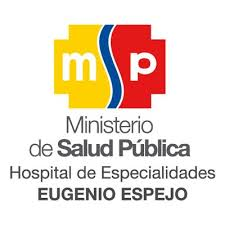 msp
Ministerio
de Salud Pública
Hospital de Especialidades
EUGENIO ESPEJO